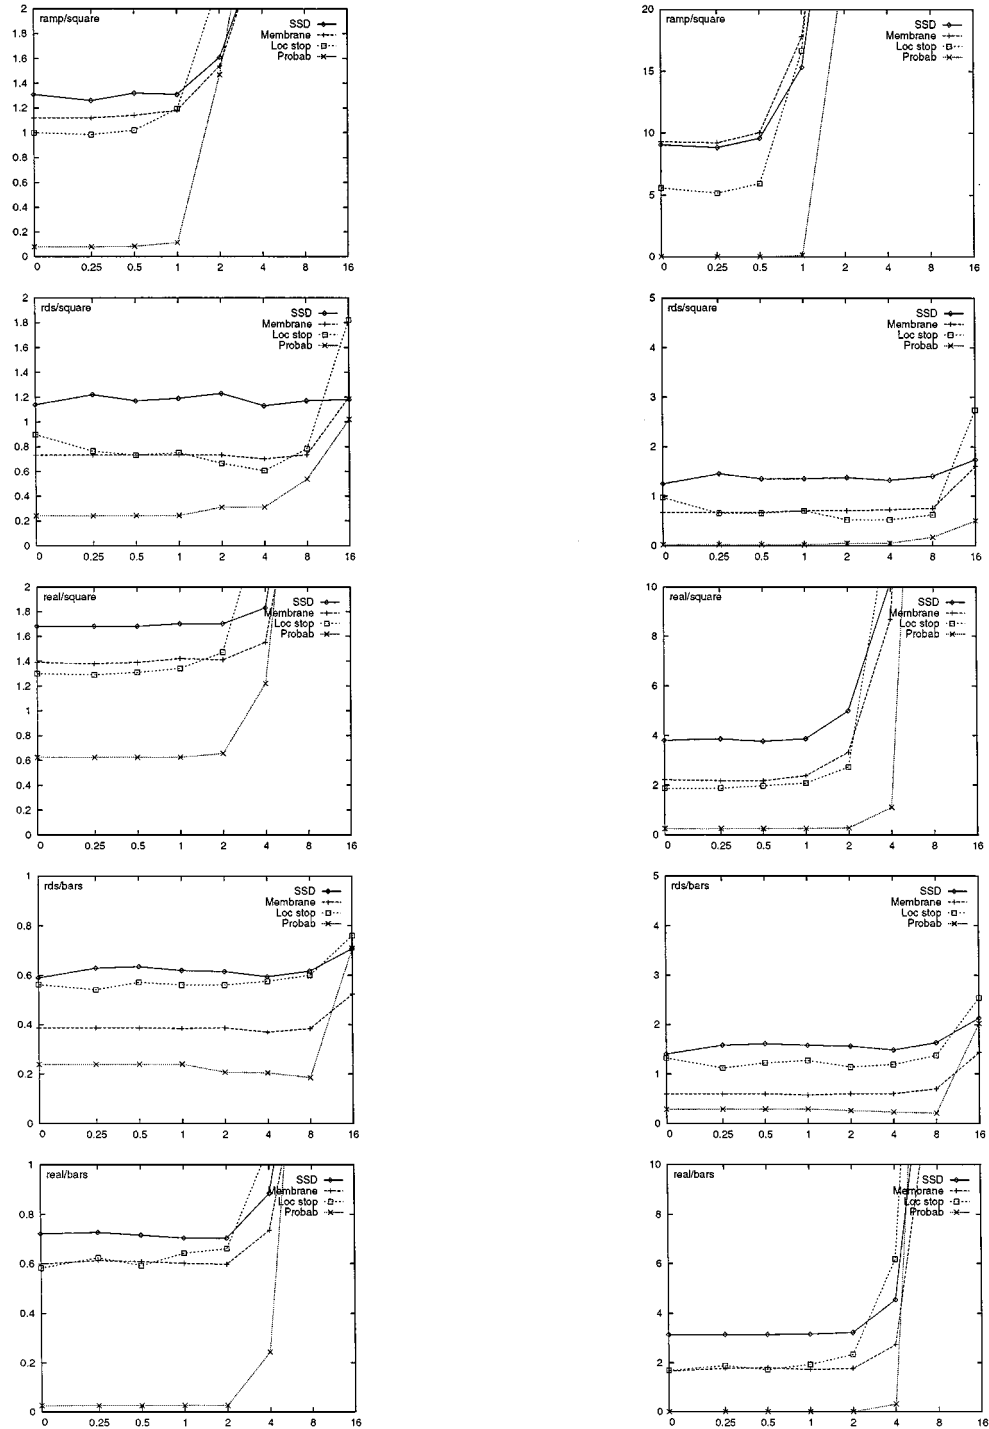 2
1.8
1.6
1.4
1.2
1
0.8
0.6
0.4
0.2
0
ramp/square
SSD
Membrane
Loc stop
Probab
0 0.25 0.5 1 2 4 8 16
20
15
10
5
0
ramp/square
SSD
Membrane
Loc stop
Probab
0 0.25 0.5 1 2 4 8 16
2
1.8
1.6
1.4
1.2
1
0.8
0.6
0.4
0.2
0
rds/square
SSD
Membrane
Loc stop
Probab
0 0.25 0.5 1 2 4 8 16
5
4
3
2
1
0
rds/square
SSD
Membrane
Loc stop
Probab
0 0.25 0.5 1 2 4 8 16
2
1.8
1.6
1.4
1.2
1
0.8
0.6
0.4
0.2
0
real/square
SSD
Membrane
Loc stop
Probab
0 0.25 0.5 1 2 4 8 16
10
8
6
4
2
0
real/square
SSD
Membrane
Loc stop
Probab
0 0.25 0.5 1 2 4 8 16
1
0.8
0.6
0.4
0.2
0
rds/bars
SSD
Membrane
Loc stop
Probab
0 0.25 0.5 1 2 4 8 16
5
4
3
2
1
0
rds/bars
SSD
Membrane
Loc stop
Probab
0 0.25 0.5 1 2 4 8 16
1
0.8
0.6
0.4
0.2
0
real/bars
SSD
Membrane
Loc stop
Probab
0 0.25 0.5 1 2 4 8 16
10
8
6
4
2
0
real/bars
SSD
Membrane
Loc stop
Probab
0 0.25 0.5 1 2 4 8 16